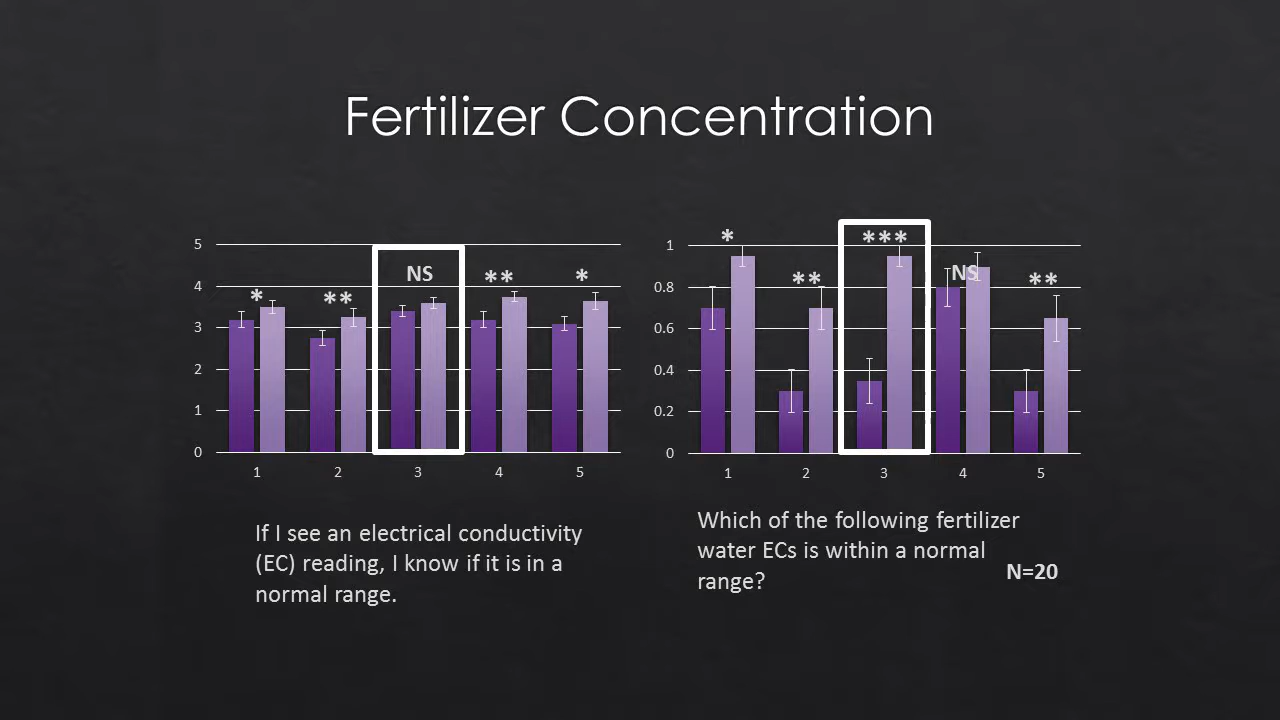 Fertilizer Concentration
5
4
3
2
1
0
* ** NS ** *
1 2 3 4 5
1
0.8
0.6
0.4
0.2
0
* ** *** NS **
1 2 3 4 5
If I see an electrical conductivity
(EC) reading, I know if it is in a
normal range.
Which of the following fertilizer
water ECs is within a normal
range?
N=20